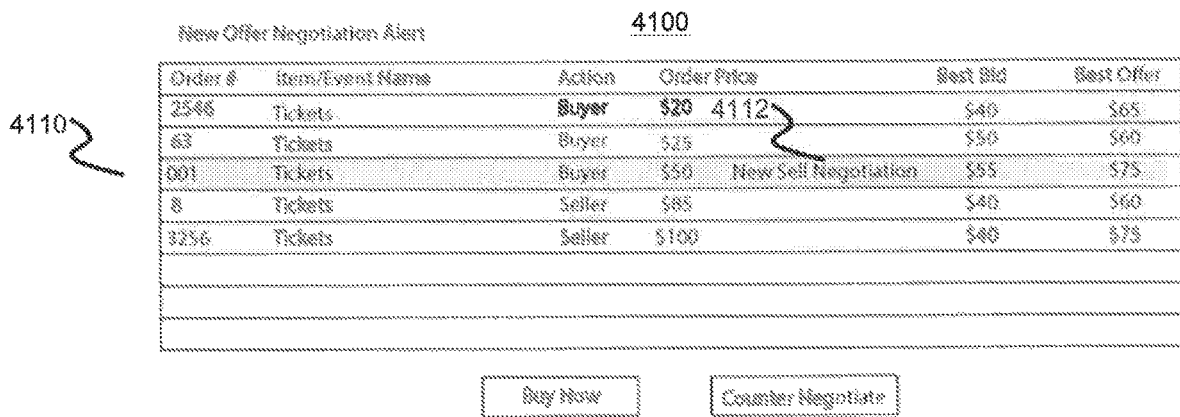 New Offer Negotiation Alert 4100
Order # Item/Event Name Action Order Price Best Bid Best Offer
2546 Tickets Buyer $20 4112 $40 $65
4110
63 Tickets Buyer $25 $50 $60
001 Tickets Buyer $50 New Sell Negotiation $55 $75
8 Tickets Seller $85 $40 $60
3256 Tickets Seller $100 $40 $75
Buy Now Counter Negotiate